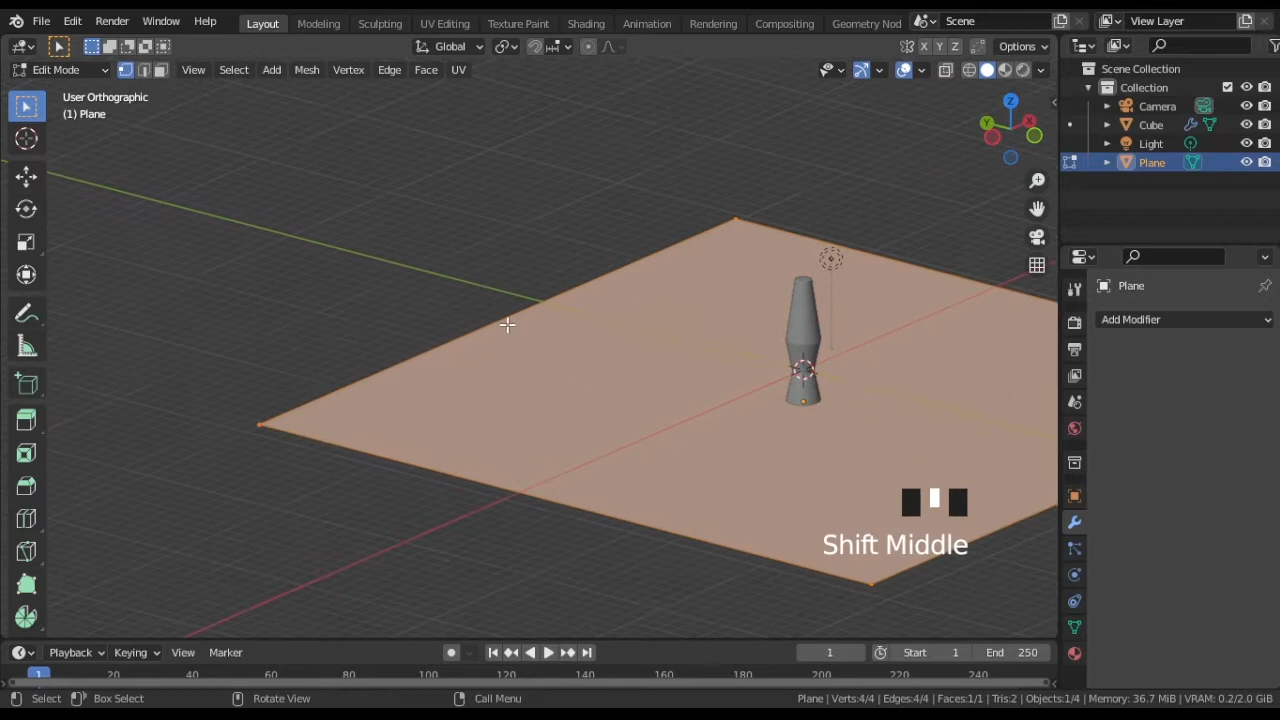 File Edit Render Window Help Layout Modeling Sculpting UV Editing Texture Paint Shading Animation Rendering Compositing Geometry Nod Scene View Layer
Global Options
Edit Mode View Select Add Mesh Vertex Edge Face UV
X Y Z
User Orthographic
(1) Plane
Z
Y
X
Scene Collection
Collection
Camera
Cube
Light
Plane
Plane
Add Modifier
Shift Middle
Playback Keying View Marker 1 Start 1 End 250
1 20 40 60 80 100 120 140 160 180 200 220 240
Select Box Select Rotate View Call Menu Plane | Verts:4/4 | Edges:4/4 | Faces:1/1 | Tris:2 | Objects:1/4 | Memory: 36.7 MiB | VRAM: 0.2/2.0 GiB